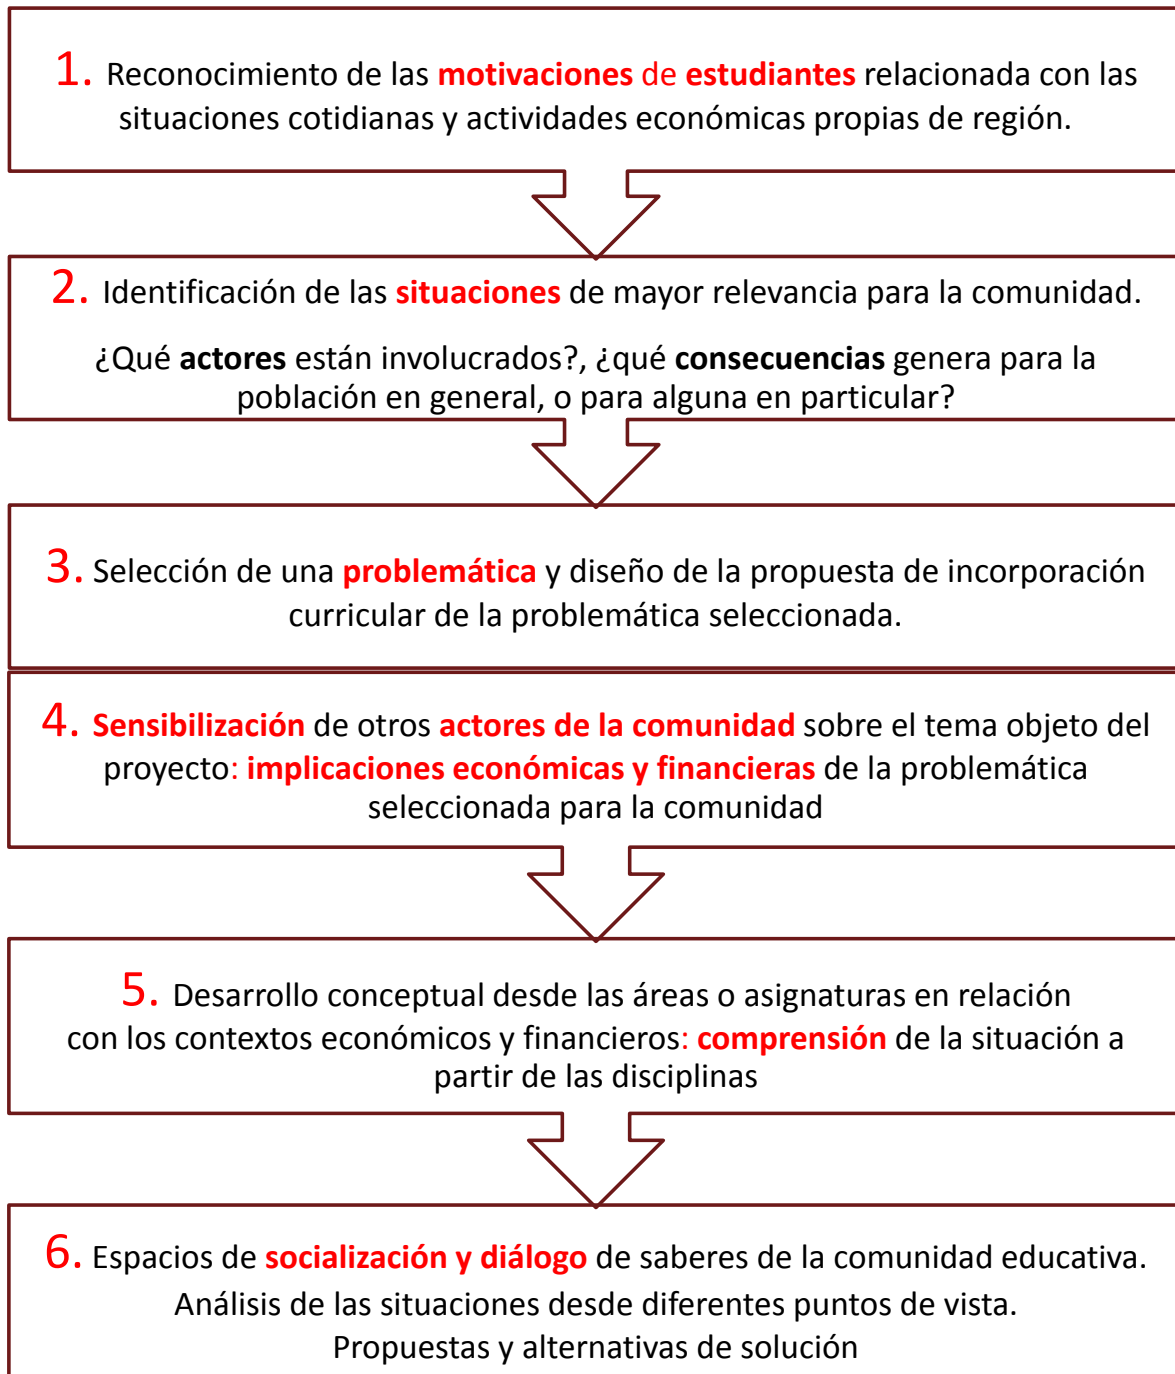 1. Reconocimiento de las motivaciones de estudiantes relacionada con las
situaciones cotidianas y actividades económicas propias de región.
2. Identificación de las situaciones de mayor relevancia para la comunidad.
¿Qué actores están involucrados?, ¿qué consecuencias genera para la
población en general, o para alguna en particular?
3. Selección de una problemática y diseño de la propuesta de incorporación
curricular de la problemática seleccionada.
4. Sensibilización de otros actores de la comunidad sobre el tema objeto del
proyecto: implicaciones económicas y financieras de la problemática
seleccionada para la comunidad
5. Desarrollo conceptual desde las áreas o asignaturas en relación
con los contextos económicos y financieros: comprensión de la situación a
partir de las disciplinas
6. Espacios de socialización y diálogo de saberes de la comunidad educativa.
Análisis de las situaciones desde diferentes puntos de vista.
Propuestas y alternativas de solución